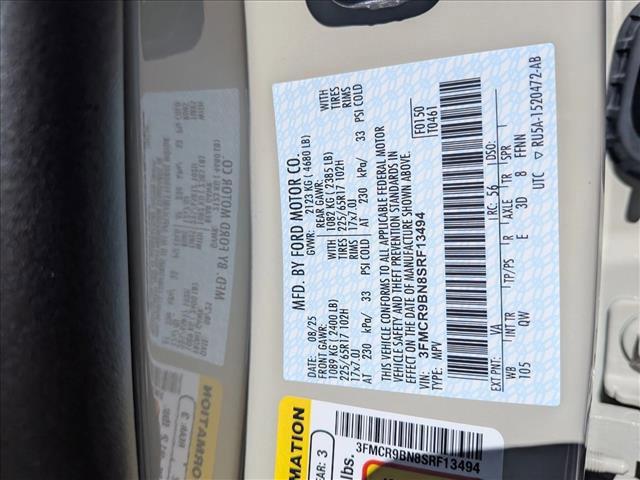 MFD. BY FORD MOTOR CO.
DATE: 08/25 GVWR: 2123 KG ( 4680 LB)
FRONT GAWR: REAR GAWR:
1089 KG ( 2400 LB) 1082 KG ( 2385 LB) WITH
225/65R17 102H 225/65R17 102H TIRES
17x7.0J 17x7.0J RIMS
AT 230 kPa/ 33 PSI COLD AT 230 kPa/ 33 PSI COLD
THIS VEHICLE CONFORMS TO ALL APPLICABLE FEDERAL MOTOR
VEHICLE SAFETY AND THEFT PREVENTION STANDARDS IN
EFFECT ON THE DATE OF MANUFACTURE SHOWN ABOVE.
VIN: 3FMCR9BN8SRF13494 F0150
TYPE: MPV T0461
EXT PNT: YA RC: 56 DSO:
WB INT TR TP/PS R AXLE TR SPR
105 QW E 3D 8 FFNN
UTC ▽ RU5A-1520472-AB
MATION
AR: 3
lbs.
3FMCR9BN8SRF13494